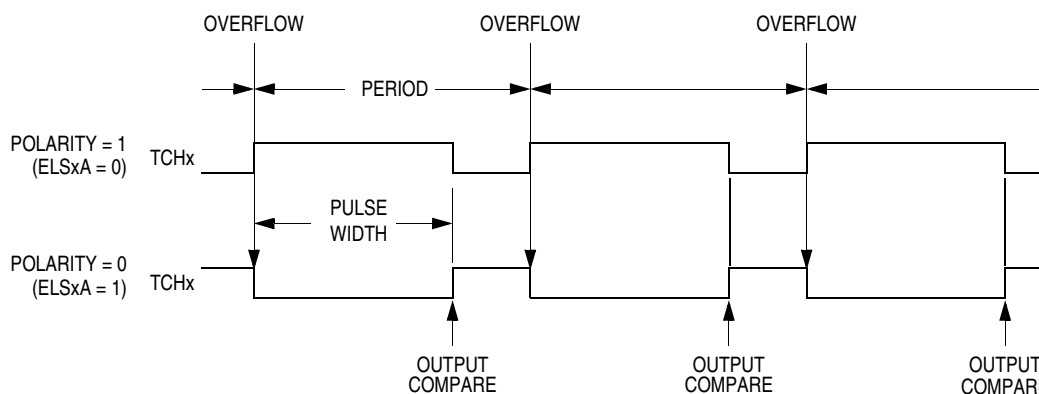 OVERFLOW
OVERFLOW
OVERFLOW
PERIOD
POLARITY = 1
(ELSxA = 0)
TCHx
PULSE
WIDTH
POLARITY = 0
(ELSxA = 1)
TCHx
OUTPUT
COMPARE
OUTPUT
COMPARE
OUTPUT
COMPARE